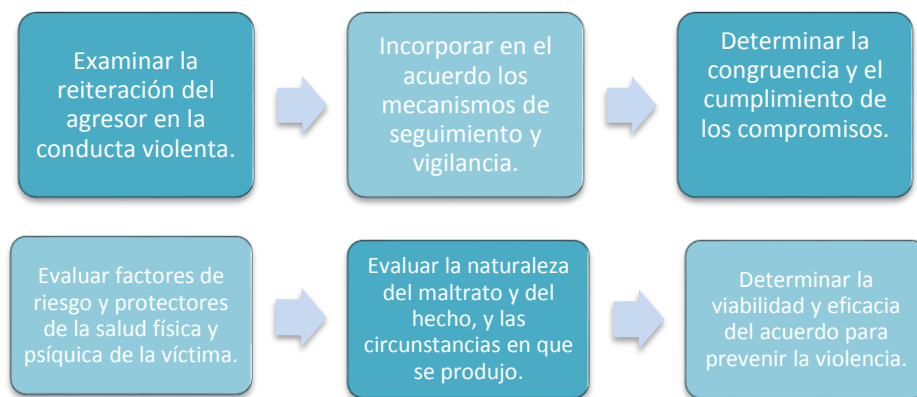 Examinar la
reiteración del
agresor en la
conducta violenta.
Incorporar en el
acuerdo los
mecanismos de
seguimiento y
vigilancia.
Determinar la
congruencia y el
cumplimiento de
los compromisos.
Evaluar factores de
riesgo y protectores
de la salud física y
psíquica de la víctima.
Evaluar la naturaleza
del maltrato y del
hecho, y las
circunstancias en que
se produjo.
Determinar la
viabilidad y eficacia
del acuerdo para
prevenir la violencia.